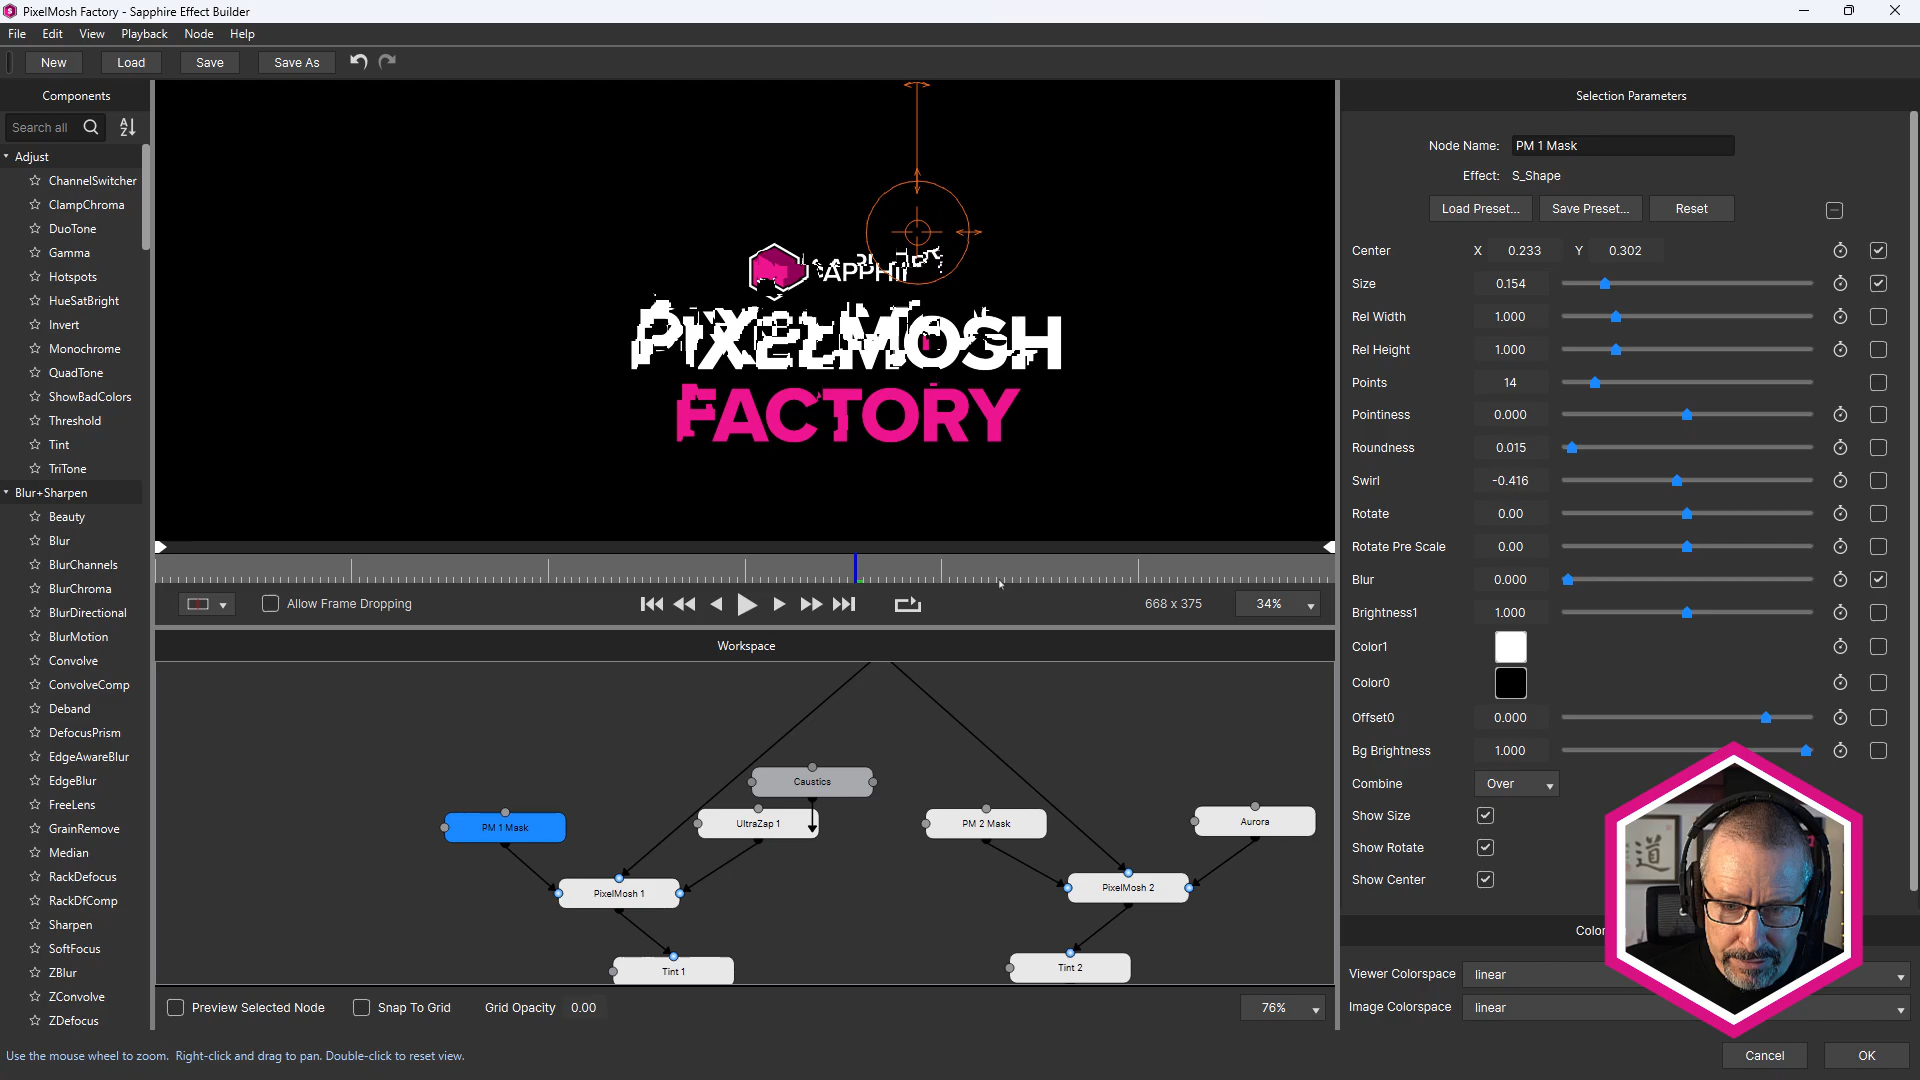 PixelMosh Factory - Sapphire Effect Builder
File Edit View Playback Node Help
New Load Save Save As
Components
Search all
Adjust
ChannelSwitcher
ClampChroma
DuoTone
Gamma
Hotspots
HueSatBright
Invert
Monochrome
QuadTone
ShowBadColors
Threshold
Tint
TriTone
Blur+Sharpen
Beauty
Blur
BlurChannels
BlurChroma
BlurDirectional
BlurMotion
Convolve
ConvolveComp
Deband
DefocusPrism
EdgeAwareBlur
EdgeBlur
FreeLens
GrainRemove
Median
RackDefocus
RackDfComp
Sharpen
SoftFocus
ZBlur
ZConvolve
ZDefocus
PIXELMOSH
FACTORY
Allow Frame Dropping
668 x 375
34%
Workspace
Caustics
PM 1 Mask
UltraZap 1
PM 2 Mask
Aurora
PixelMosh 1
PixelMosh 2
Tint 1
Tint 2
Preview Selected Node
Snap To Grid
Grid Opacity 0.00
76%
Use the mouse wheel to zoom. Right-click and drag to pan. Double-click to reset view.
Selection Parameters
Node Name: PM 1 Mask
Effect: S_Shape
Load Preset... Save Preset... Reset
Center X 0.233 Y 0.302
Size 0.154
Rel Width 1.000
Rel Height 1.000
Points 14
Pointiness 0.000
Roundness 0.015
Swirl -0.416
Rotate 0.00
Rotate Pre Scale 0.00
Blur 0.000
Brightness1 1.000
Color1
Color0
Offset0 0.000
Bg Brightness 1.000
Combine Over
Show Size
Show Rotate
Show Center
Viewer Colorspace linear
Image Colorspace linear
Cancel OK